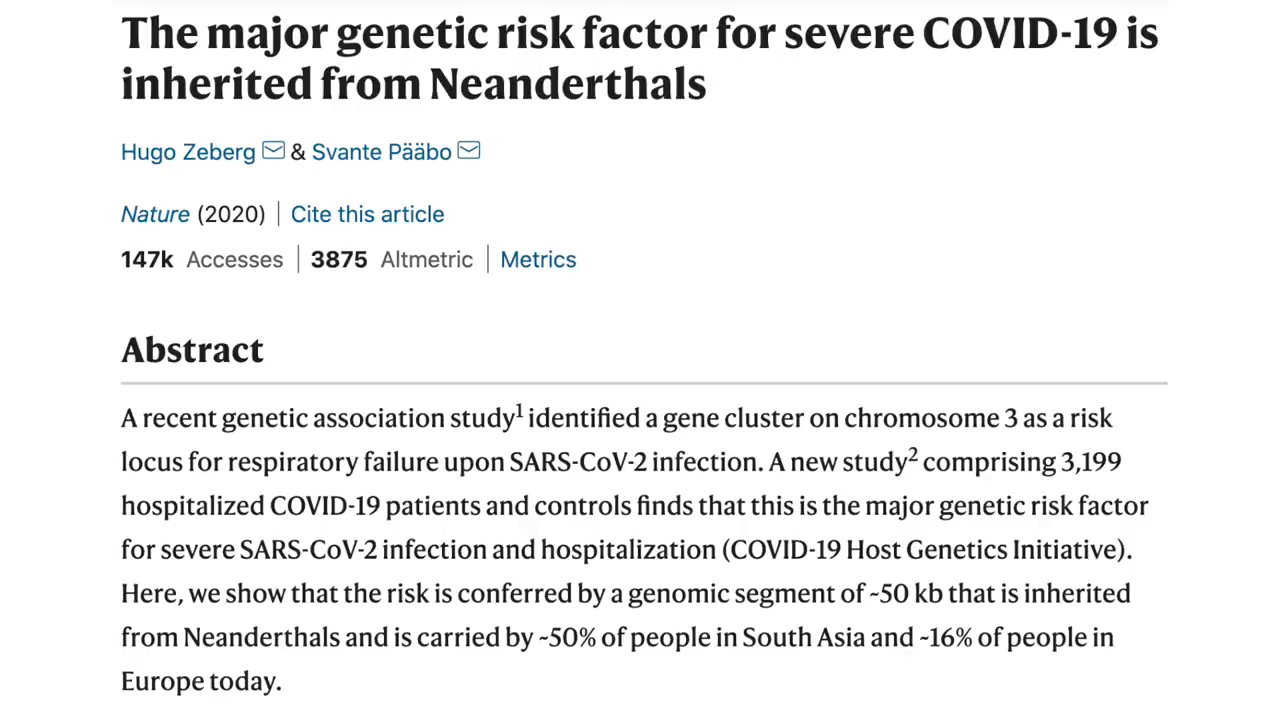 The major genetic risk factor for severe COVID-19 is
inherited from Neanderthals
Hugo Zeberg & Svante Pääbo
Nature (2020) | Cite this article
147k Accesses | 3875 Altmetric | Metrics
Abstract
A recent genetic association study¹ identified a gene cluster on chromosome 3 as a risk
locus for respiratory failure upon SARS-CoV-2 infection. A new study² comprising 3,199
hospitalized COVID-19 patients and controls finds that this is the major genetic risk factor
for severe SARS-CoV-2 infection and hospitalization (COVID-19 Host Genetics Initiative).
Here, we show that the risk is conferred by a genomic segment of ~50 kb that is inherited
from Neanderthals and is carried by ~50% of people in South Asia and ~16% of people in
Europe today.